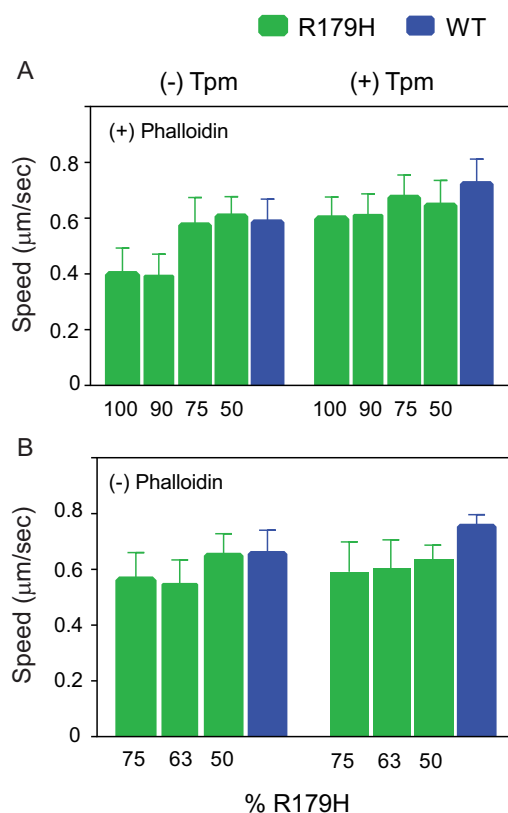 R179H WT
A
(-) Tpm (+) Tpm
(+) Phalloidin
Speed (μm/sec)
0.8
0.6
0.4
0.2
0
100 90 75 50 100 90 75 50
B
(-) Phalloidin
Speed (μm/sec)
0.8
0.6
0.4
0.2
0
75 63 50 75 63 50
% R179H